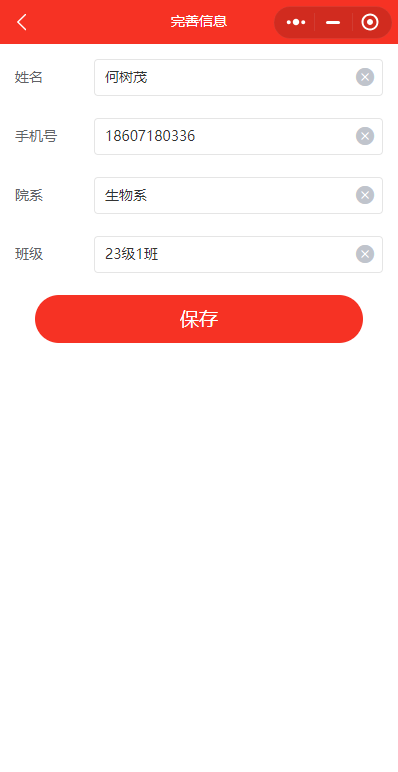 完善信息
姓名
何树茂
手机号
18607180336
院系
生物系
班级
23级1班
保存